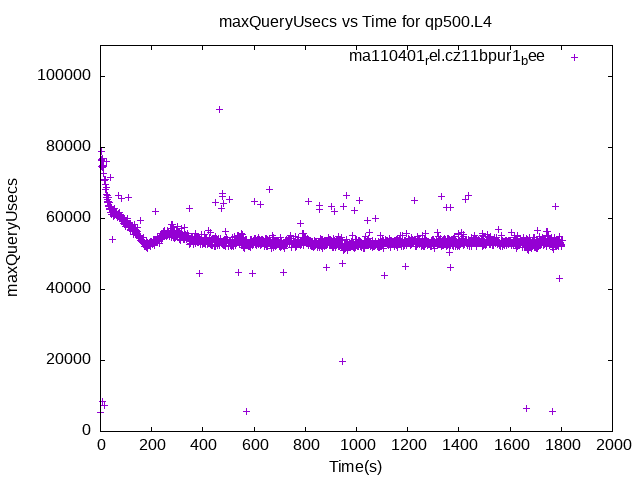 maxQueryUsecs vs Time for qp500.L4
ma110401rel.cz11bpur1bee
100000
80000
60000
40000
20000
0
maxQueryUsecs
0 200 400 600 800 1000 1200 1400 1600 1800 2000
Time(s)